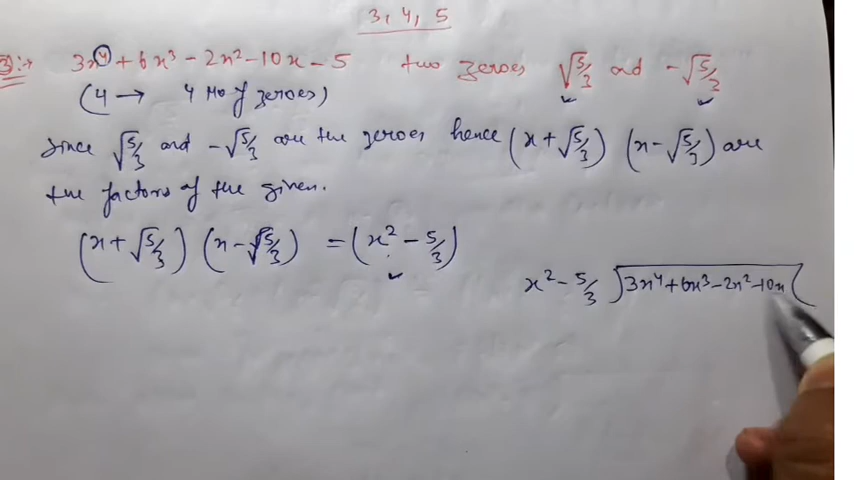 3, 4, 5
3:→ 3x⁴ + 6x³ - 2x² - 10x - 5 two zeroes √5/3 and -√5/3
(4 → 4 No of zeroes)
Since √5/3 and -√5/3 are the zeroes hence (x + √5/3) (x - √5/3) are
the factors of the given.
(x + √5/3) (x - √5/3) = (x² - 5/3)
x² - 5/3 ) 3x⁴ + 6x³ - 2x² - 10x (